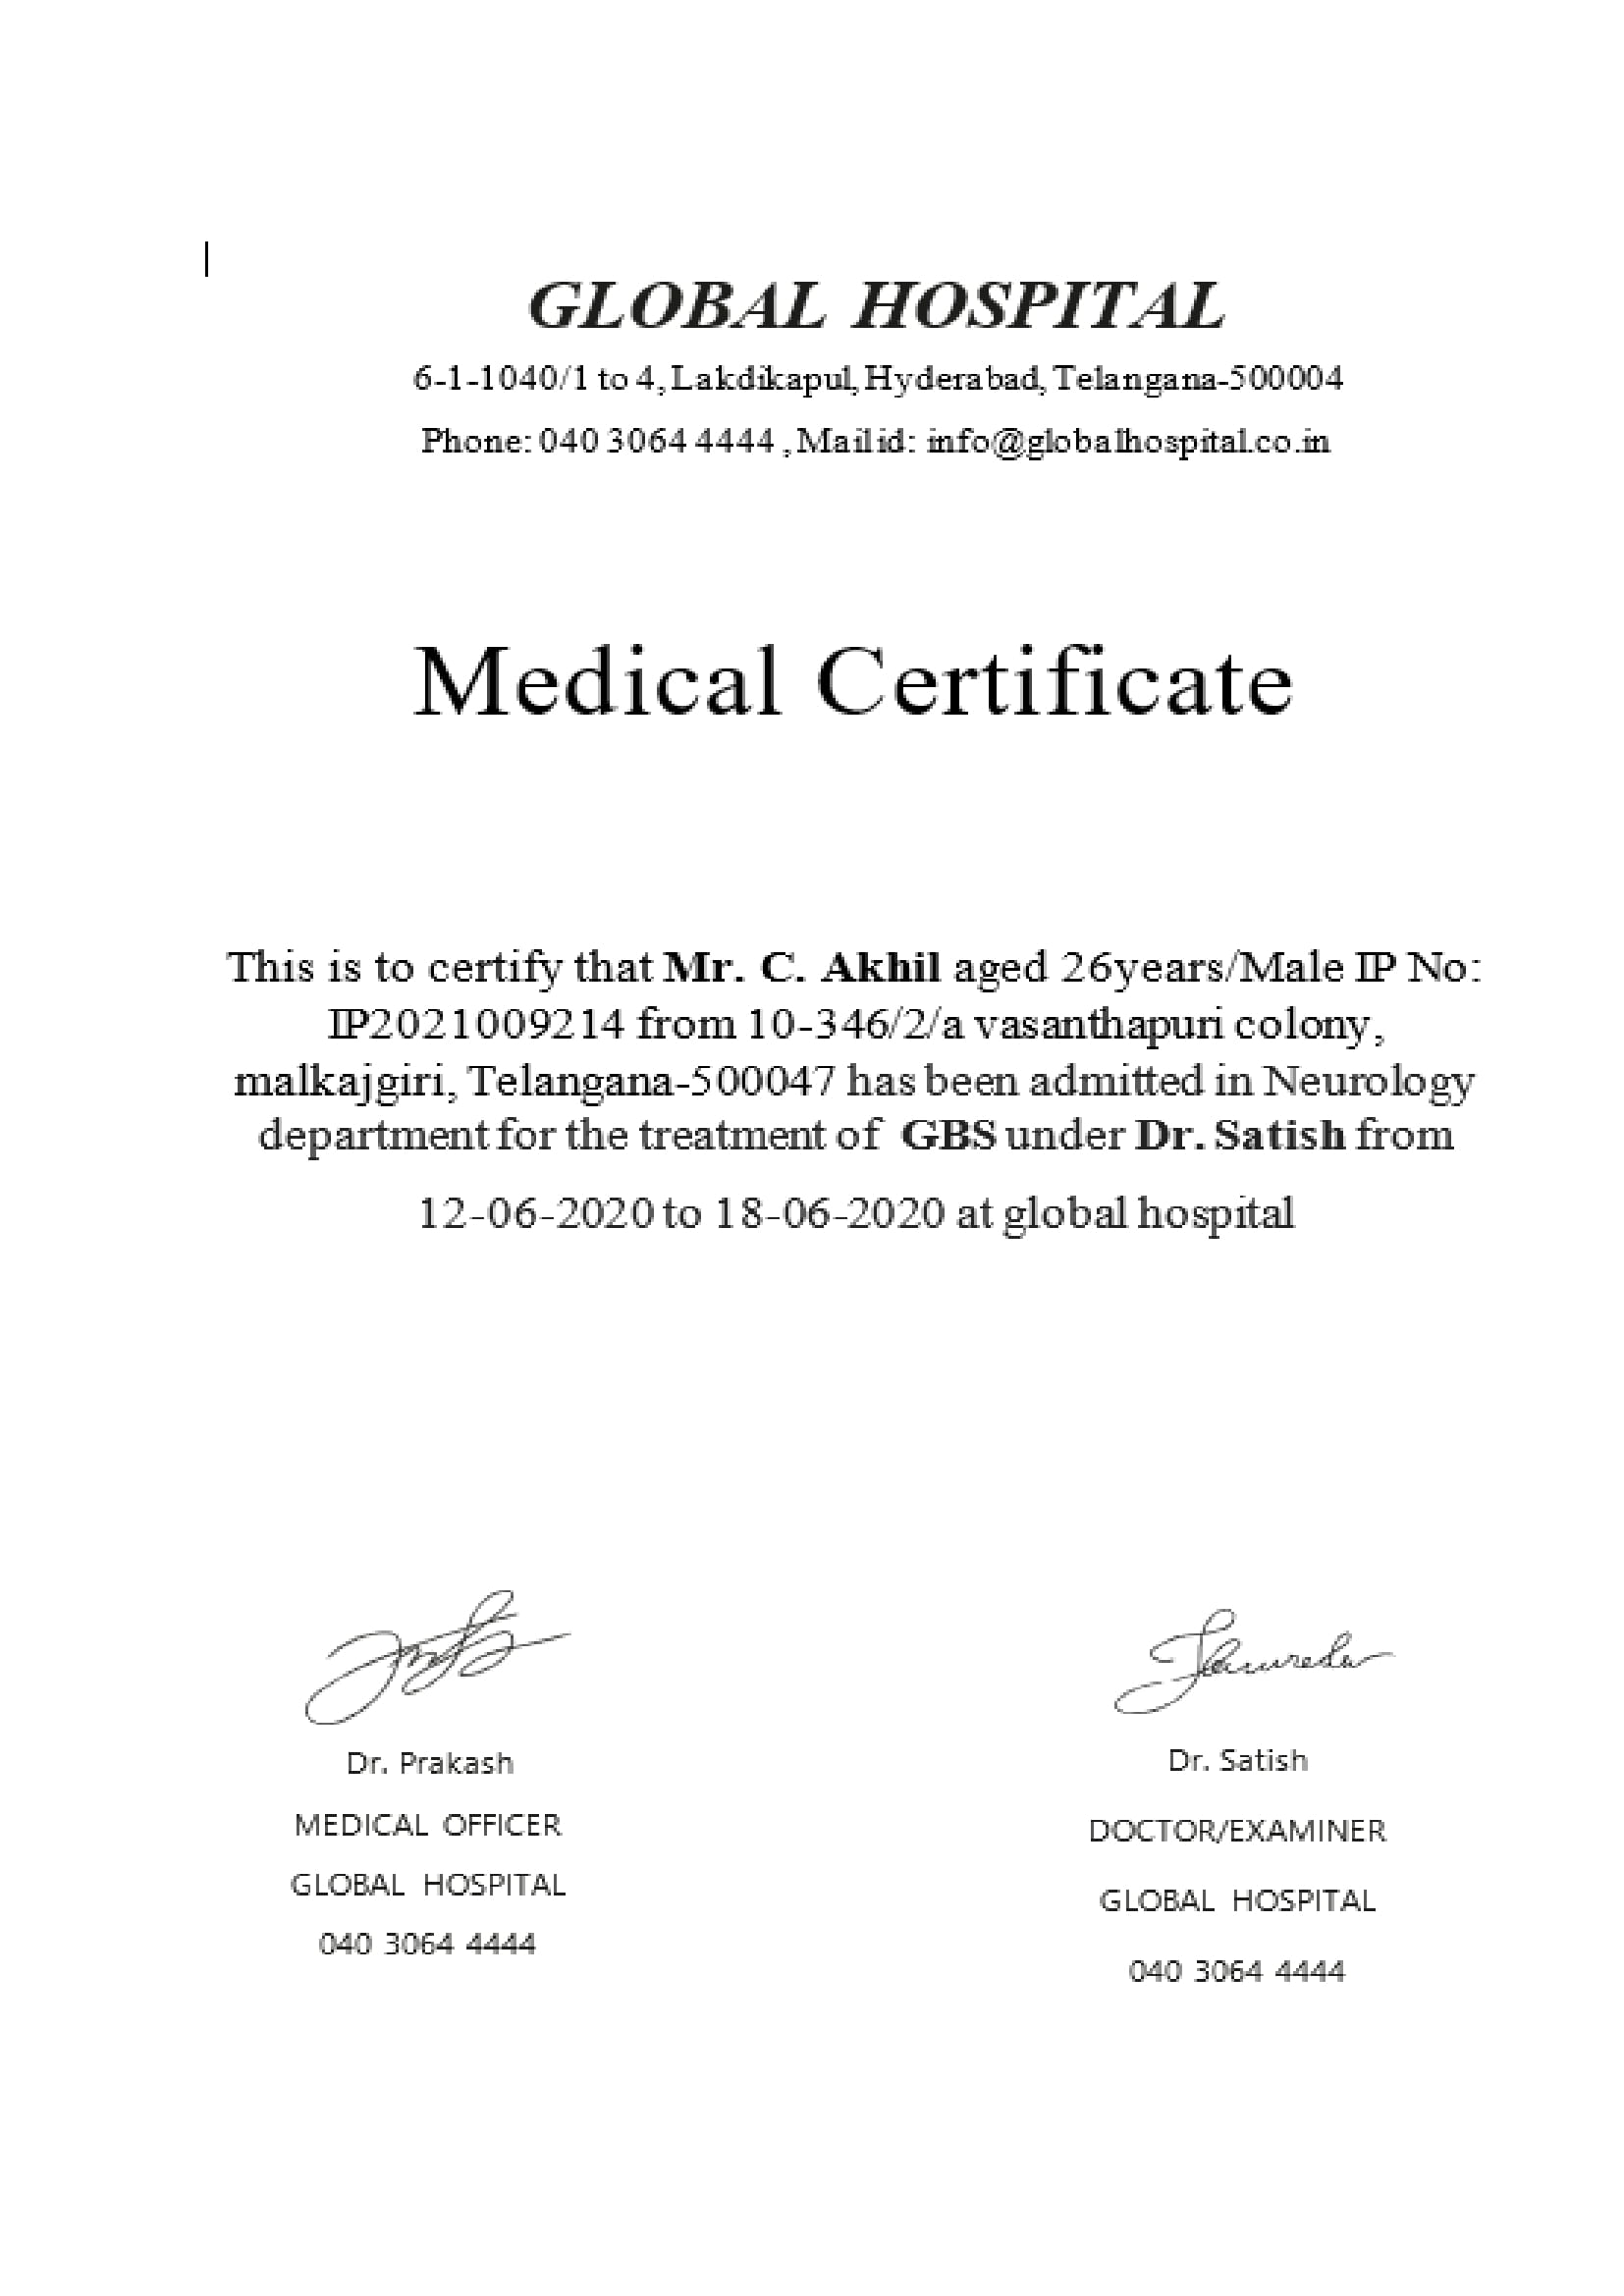 GLOBAL HOSPITAL
6-1-1040/1 to 4, Lakdikapul, Hyderabad, Telangana-500004
Phone: 040 3064 4444 , Mail id: info@globalhospital.co.in
Medical Certificate
This is to certify that Mr. C. Akhil aged 26years/Male IP No:
IP2021009214 from 10-346/2/a vasanthapuri colony,
malkajgiri, Telangana-500047 has been admitted in Neurology
department for the treatment of GBS under Dr. Satish from
12-06-2020 to 18-06-2020 at global hospital
Dr. Prakash
MEDICAL OFFICER
GLOBAL HOSPITAL
040 3064 4444
Dr. Satish
DOCTOR/EXAMINER
GLOBAL HOSPITAL
040 3064 4444